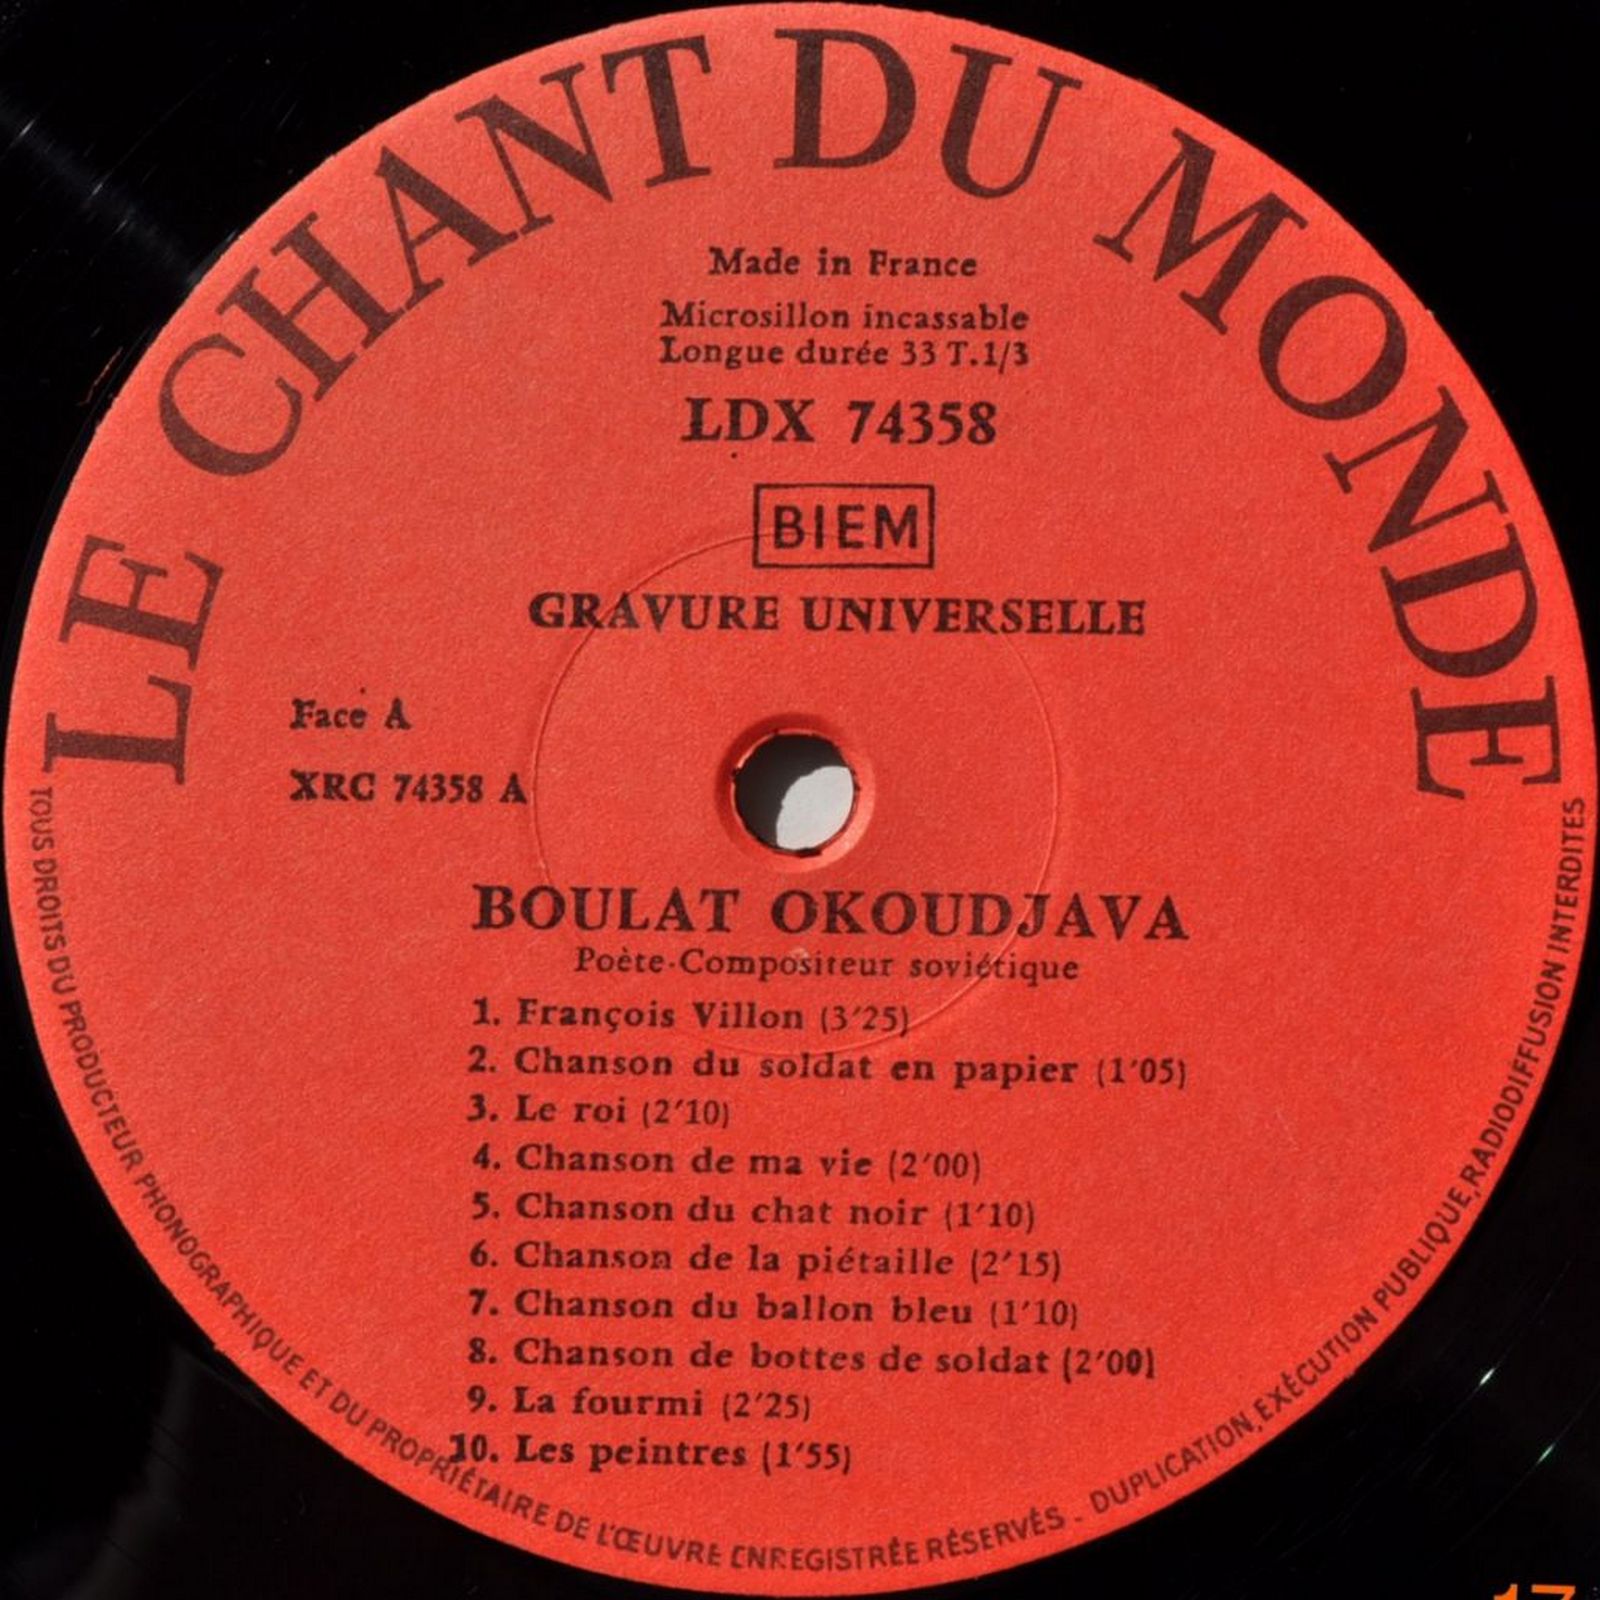 LE CHANT DU MONDE
Made in France
Microsillon incassable
Longue durée 33 T.1/3
LDX 74358
BIEM
GRAVURE UNIVERSELLE
Face A
XRC 74358 A
BOULAT OKOUDJAVA
Poète-Compositeur soviétique
1. François Villon (3'25)
2. Chanson du soldat en papier (1'05)
3. Le roi (2'10)
4. Chanson de ma vie (2'00)
5. Chanson du chat noir (1'10)
6. Chanson de la piétaille (2'15)
7. Chanson du ballon bleu (1'10)
8. Chanson de bottes de soldat (2'00)
9. La fourmi (2'25)
10. Les peintres (1'55)
TOUS DROITS DU PRODUCTEUR PHONOGRAPHIQUE ET DU PROPRIÉTAIRE DE L'ŒUVRE ENREGISTRÉE RÉSERVÉS - DUPLICATION, EXÉCUTION PUBLIQUE, RADIODIFFUSION INTERDITES